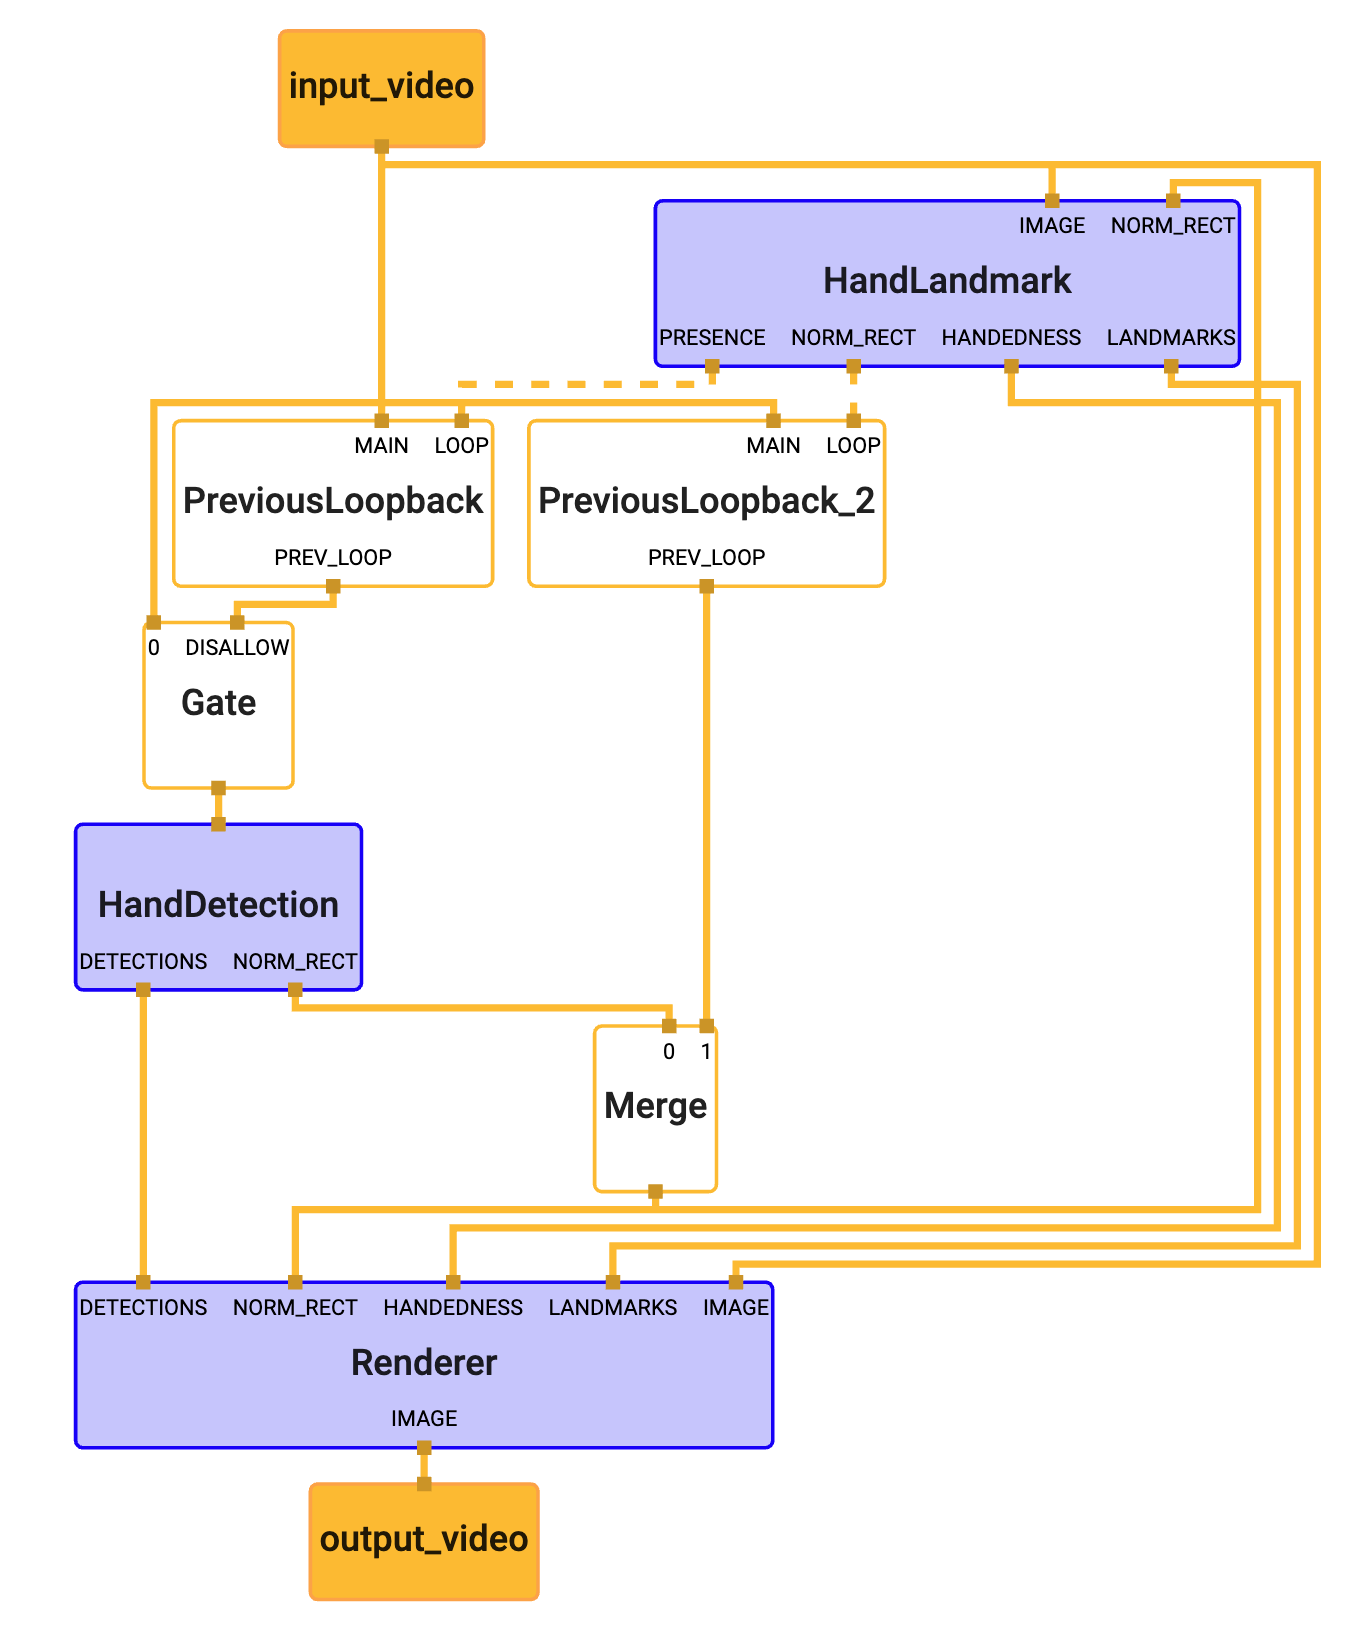 input_video
IMAGE NORM_RECT
HandLandmark
PRESENCE NORM_RECT HANDEDNESS LANDMARKS
MAIN LOOP
PreviousLoopback
PREV_LOOP
MAIN LOOP
PreviousLoopback_2
PREV_LOOP
0 DISALLOW
Gate
HandDetection
DETECTIONS NORM_RECT
0 1
Merge
DETECTIONS NORM_RECT HANDEDNESS LANDMARKS IMAGE
Renderer
IMAGE
output_video